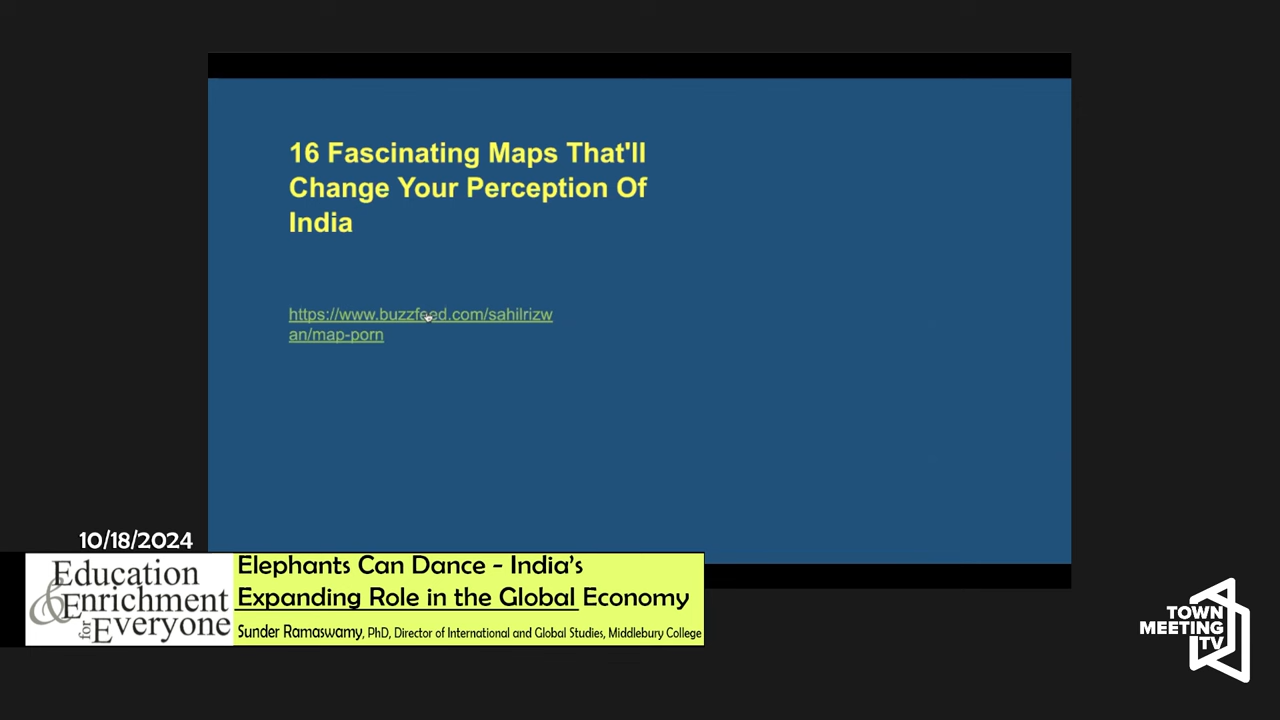 16 Fascinating Maps That'll
Change Your Perception Of
India
https://www.buzzfeed.com/sahilrizw
an/map-porn
10/18/2024
Education
& Enrichment
for Everyone
Elephants Can Dance - India's
Expanding Role in the Global Economy
Sunder Ramaswamy, PhD, Director of International and Global Studies, Middlebury College
TOWN
MEETING
TV